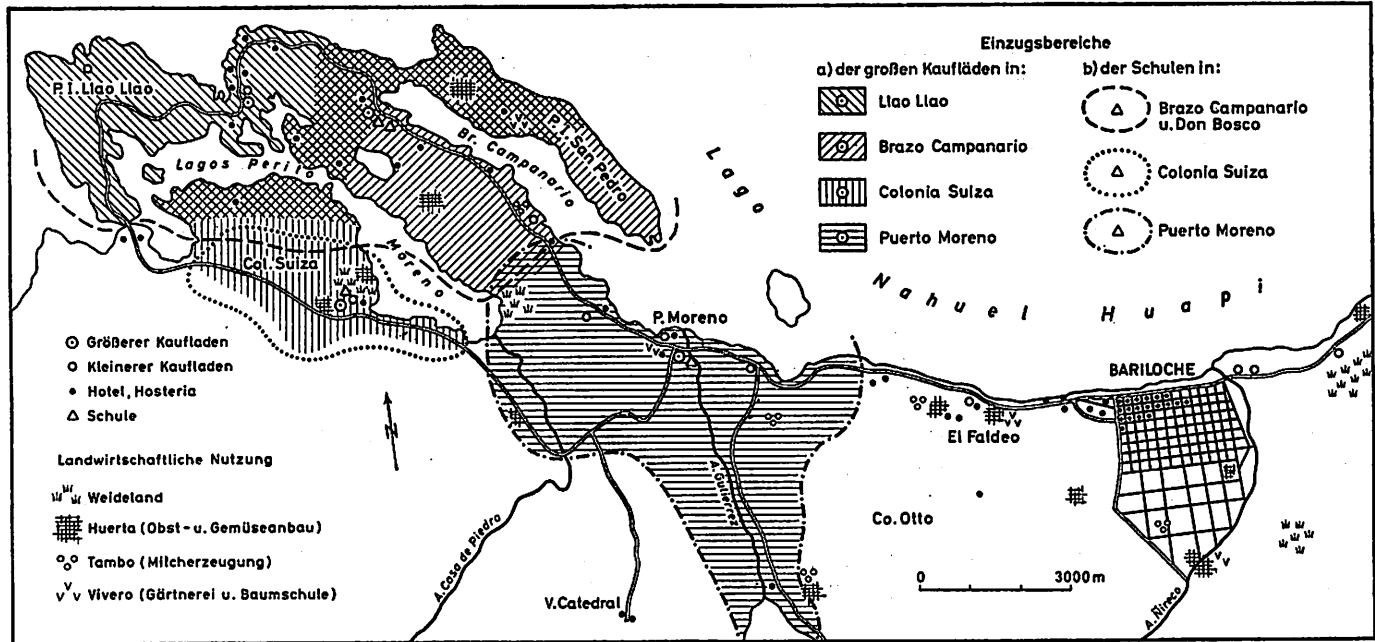 Einzugsbereiche
a) der großen Kaufläden in:
Llao Llao
Brazo Campanario
Colonia Suiza
Puerto Moreno
b) der Schulen in:
Brazo Campanario
u. Don Bosco
Colonia Suiza
Puerto Moreno
P.I. Llao Llao
Lagos Perito
Moreno
Br. Campanario
P.I. San Pedro
Lago
Nahuel Huapi
Col. Suiza
P. Moreno
BARILOCHE
El Faldeo
Co. Otto
A. Gutierrez
A. Casa de Piedra
V. Catedral
A. Ñireco
Größerer Kaufladen
Kleinerer Kaufladen
Hotel, Hosteria
Schule
N
Landwirtschaftliche Nutzung
Weideland
Huerta (Obst- u. Gemüseanbau)
Tambo (Milcherzeugung)
Vivero (Gärtnerei u. Baumschule)
0 3000 m